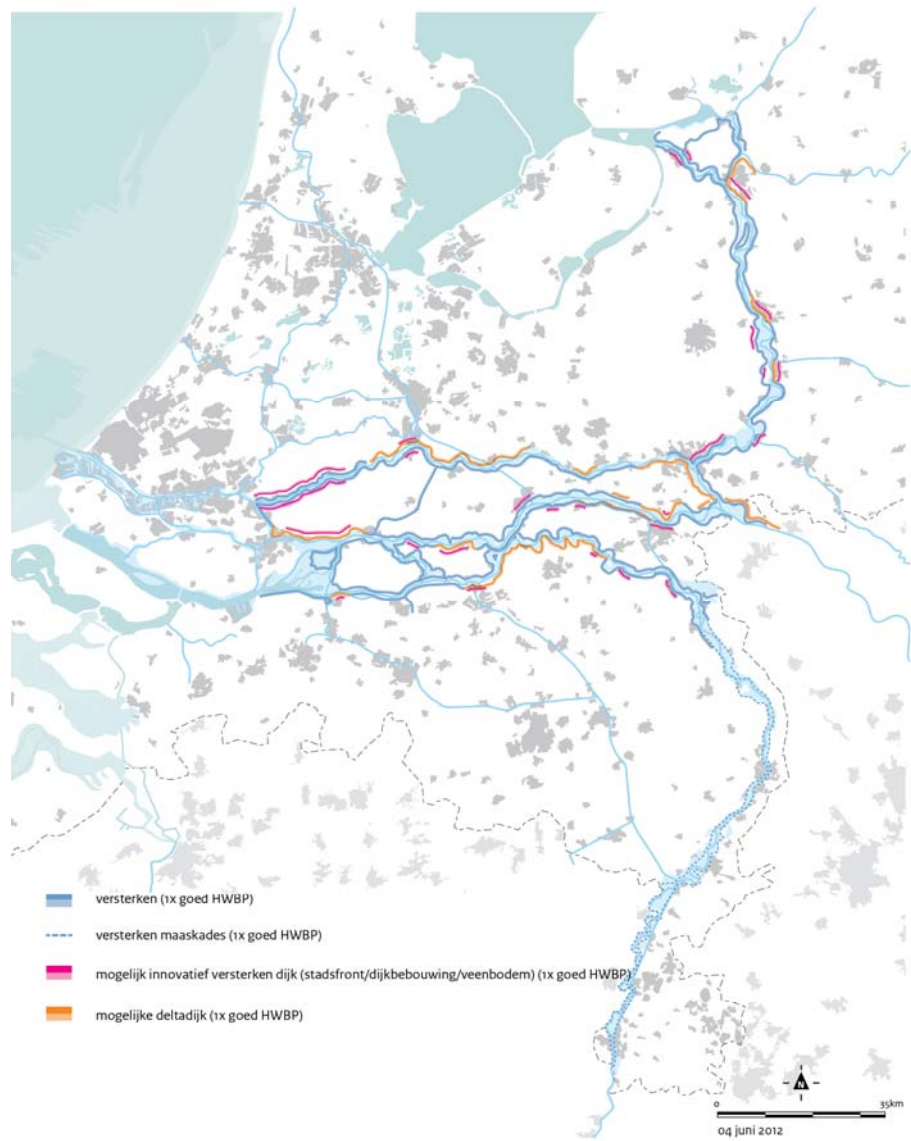 versterken (1x goed HWBP)
versterken maaskades (1x goed HWBP)
mogelijk innovatief versterken dijk (stadsfront/dijkbebouwing/veenbodem) (1x goed HWBP)
mogelijke deltadijk (1x goed HWBP)
N
0 35km
04 juni 2012